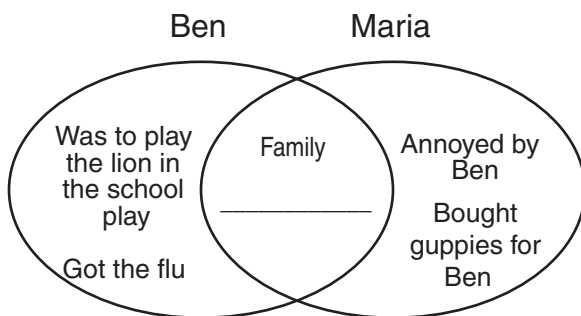 Ben
Maria
Was to play
the lion in
the school
play
Got the flu
Family
____________
Annoyed by
Ben
Bought
guppies for
Ben